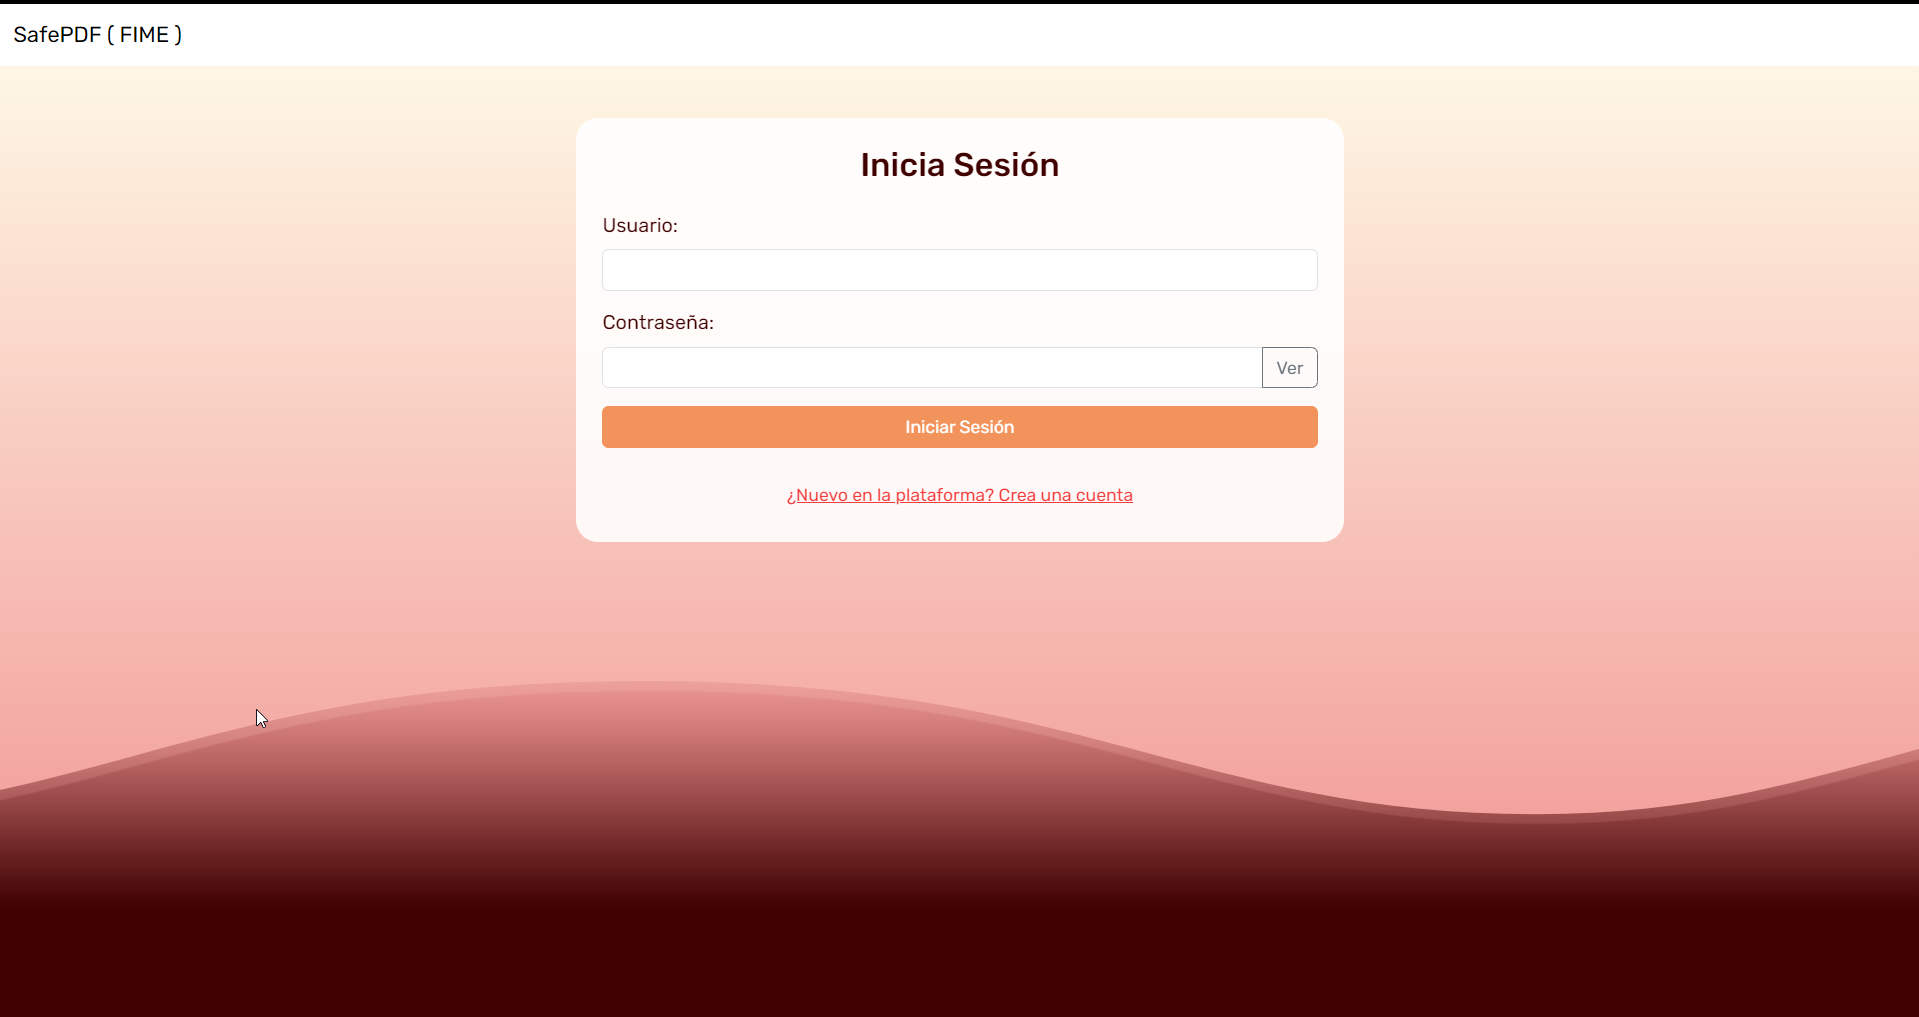 SafePDF ( FIME )
Inicia Sesión
Usuario:
Contraseña:
Ver
Iniciar Sesión
¿Nuevo en la plataforma? Crea una cuenta